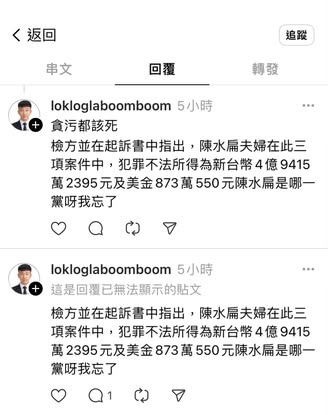 返回
追蹤
串文 回覆 轉發
lokloglaboomboom 5小時
貪污都該死
檢方並在起訴書中指出，陳水扁夫婦在此三
項案件中，犯罪不法所得為新台幣4億9415
萬2395元及美金873萬550元陳水扁是哪一
黨呀我忘了
lokloglaboomboom 5小時
這是回覆已無法顯示的貼文
檢方並在起訴書中指出，陳水扁夫婦在此三
項案件中，犯罪不法所得為新台幣4億9415
萬2395元及美金873萬550元陳水扁是哪一
黨呀我忘了
1